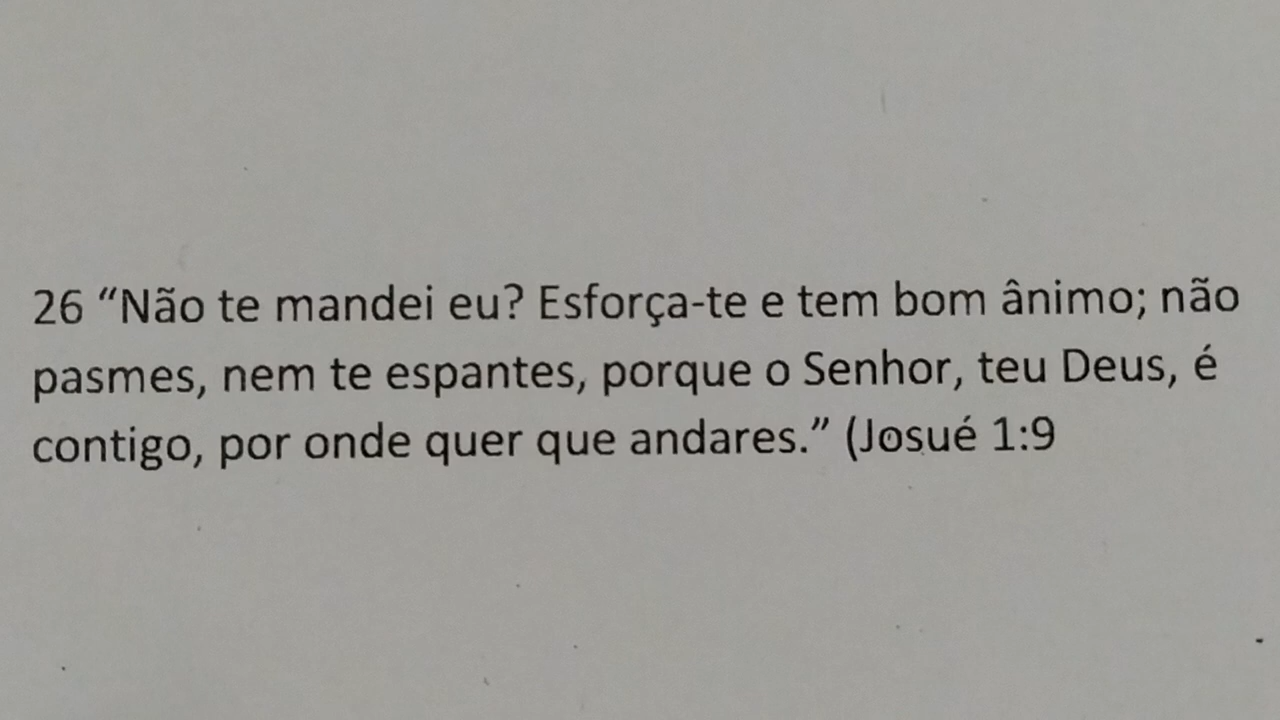 26 “Não te mandei eu? Esforça-te e tem bom ânimo; não
pasmes, nem te espantes, porque o Senhor, teu Deus, é
contigo, por onde quer que andares.” (Josué 1:9